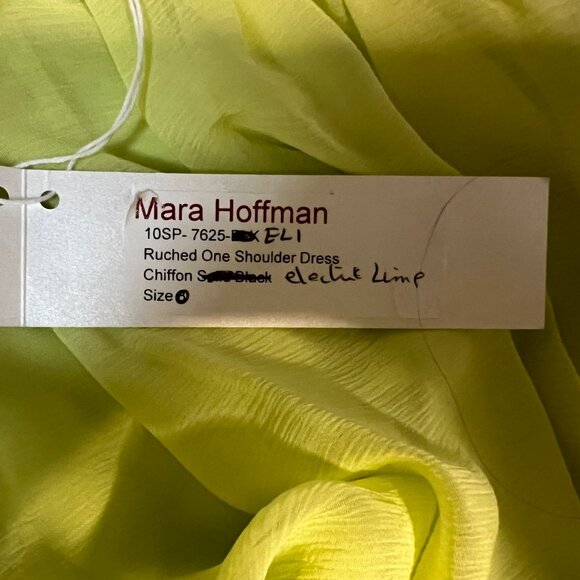 Mara Hoffman
10SP- 7625-ELI
Ruched One Shoulder Dress
Chiffon Black electric Lime
Size